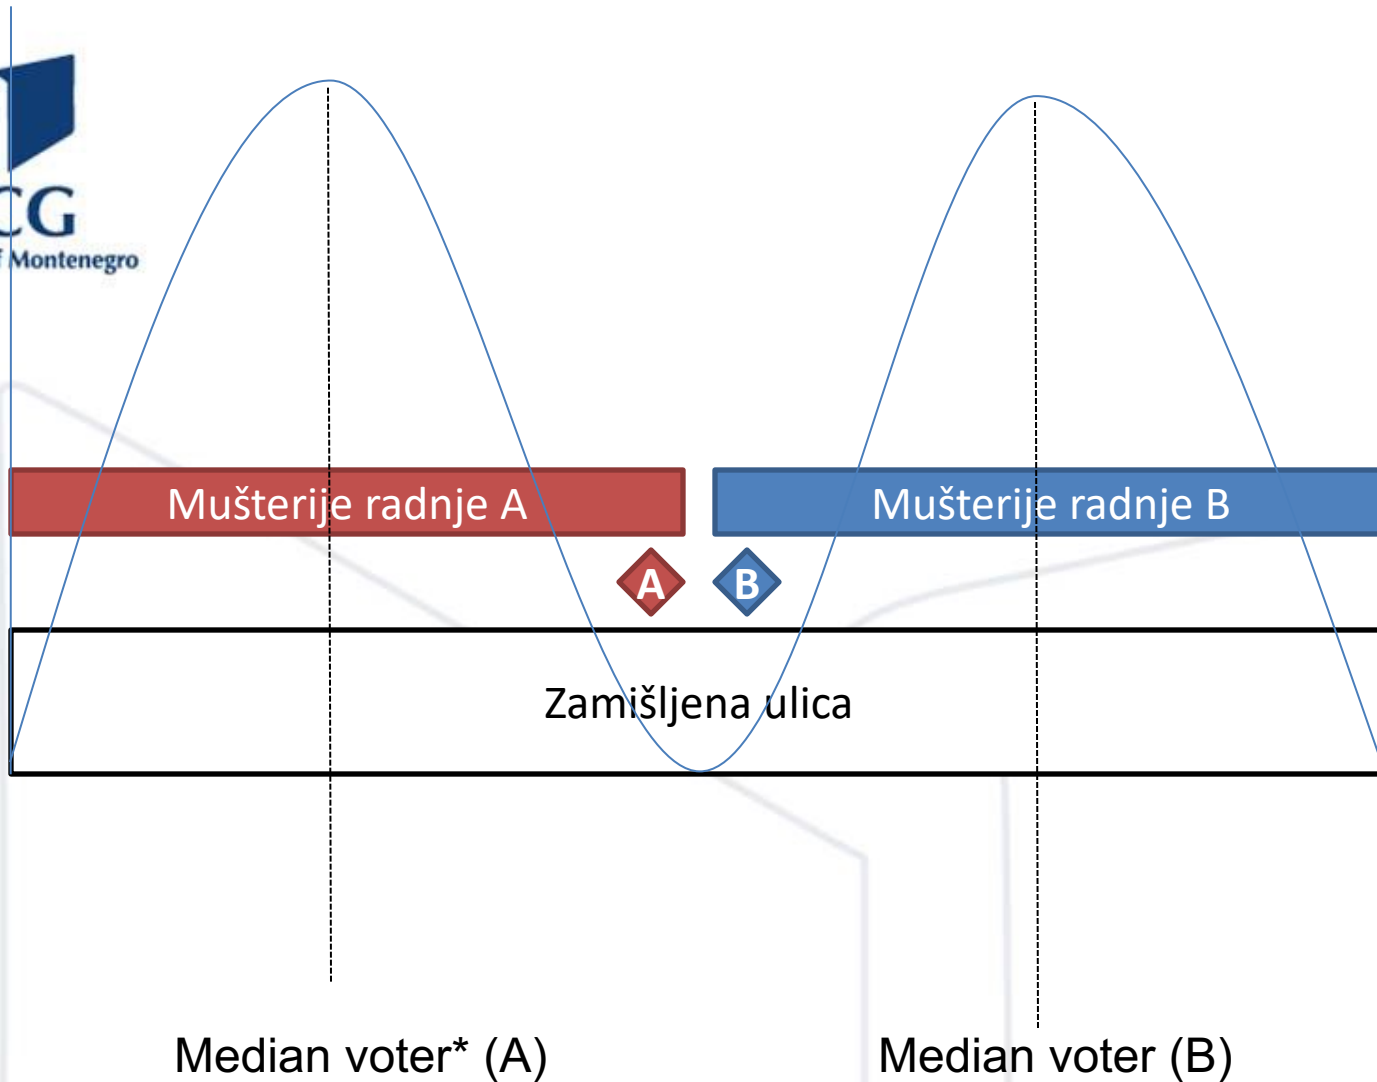 CG
f Montenegro
Mušterije radnje A
Mušterije radnje B
A
B
Zamišljena ulica
Median voter* (A)
Median voter (B)